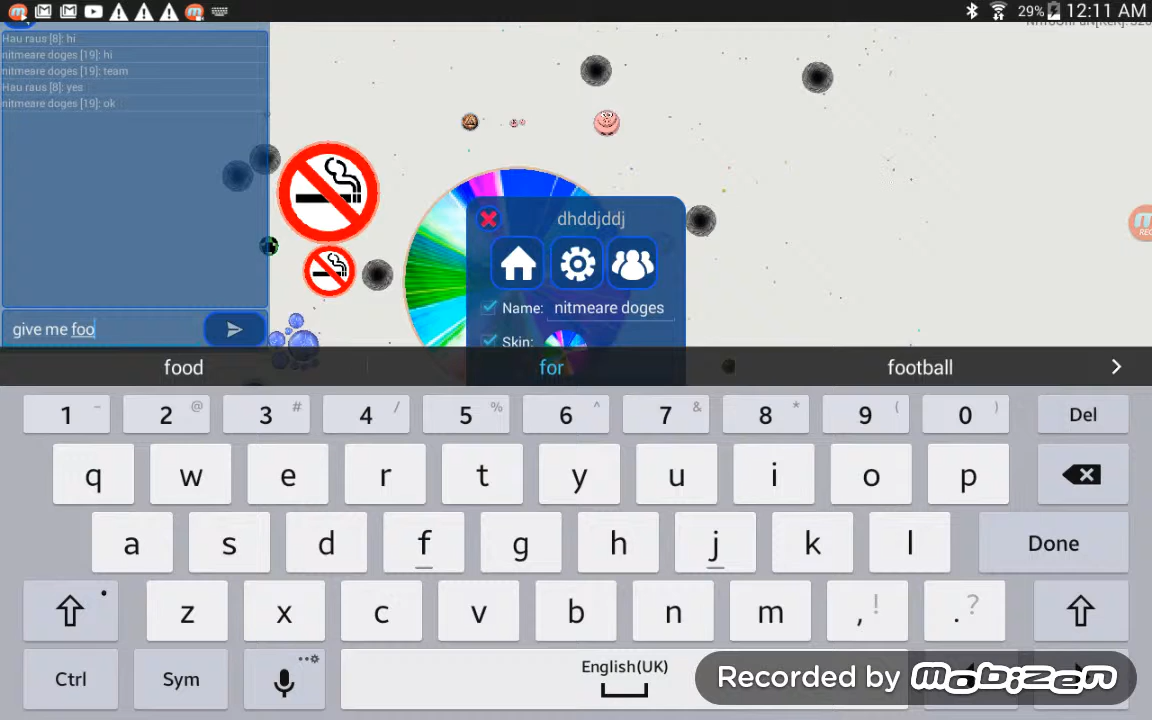 29% 12:11 AM
Hau raus [8]: hi
nitmeare doges [19]: hi
nitmeare doges [19]: team
Hau raus [8]: yes
nitmeare doges [19]: ok
dhddjddj
Name: nitmeare doges
Skin:
give me foo
food for football >
1 - 2 @ 3 # 4 / 5 % 6 ^ 7 & 8 * 9 ( 0 ) Del
q w e r t y u i o p
a s d f g h j k l Done
z x c v b n m , ! . ?
Ctrl Sym English(UK)
Recorded by mobizen
REC